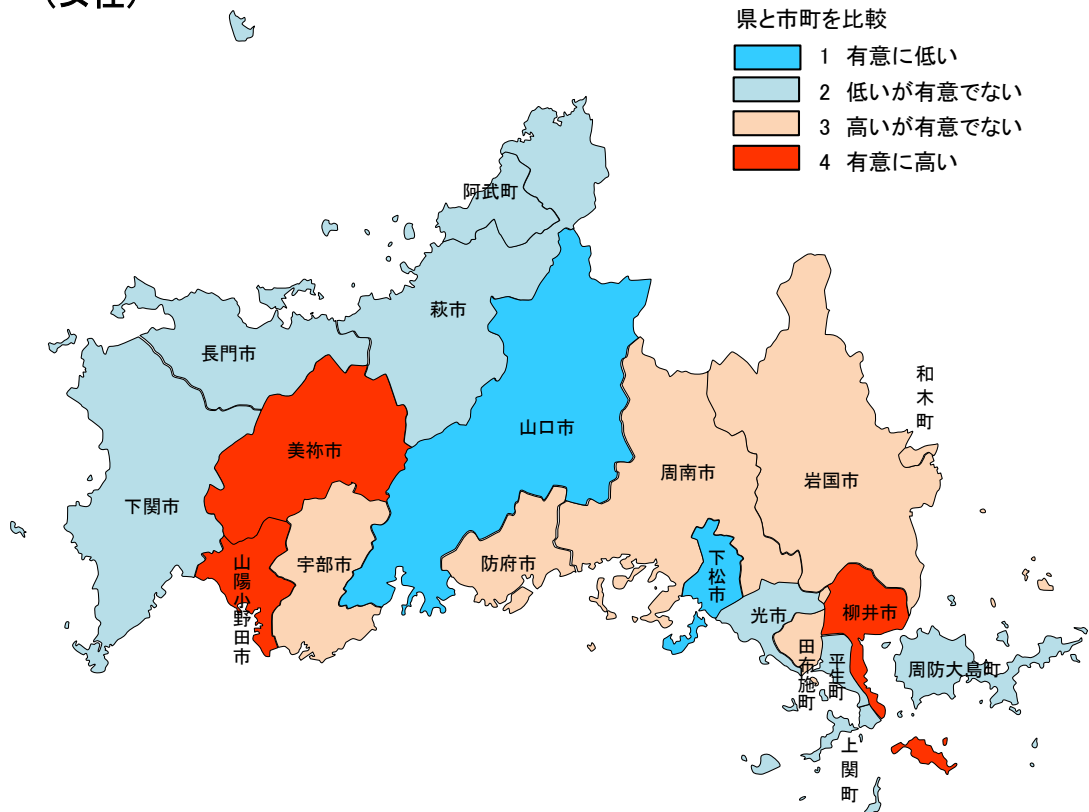 (女性)
県と市町を比較
1 有意に低い
2 低いが有意でない
3 高いが有意でない
4 有意に高い
阿武町
萩市
長門市
和木町
美祢市
山口市
周南市
岩国市
下関市
山陽小野田市
宇部市
防府市
下松市
光市
柳井市
田布施町
平生町
周防大島町
上関町